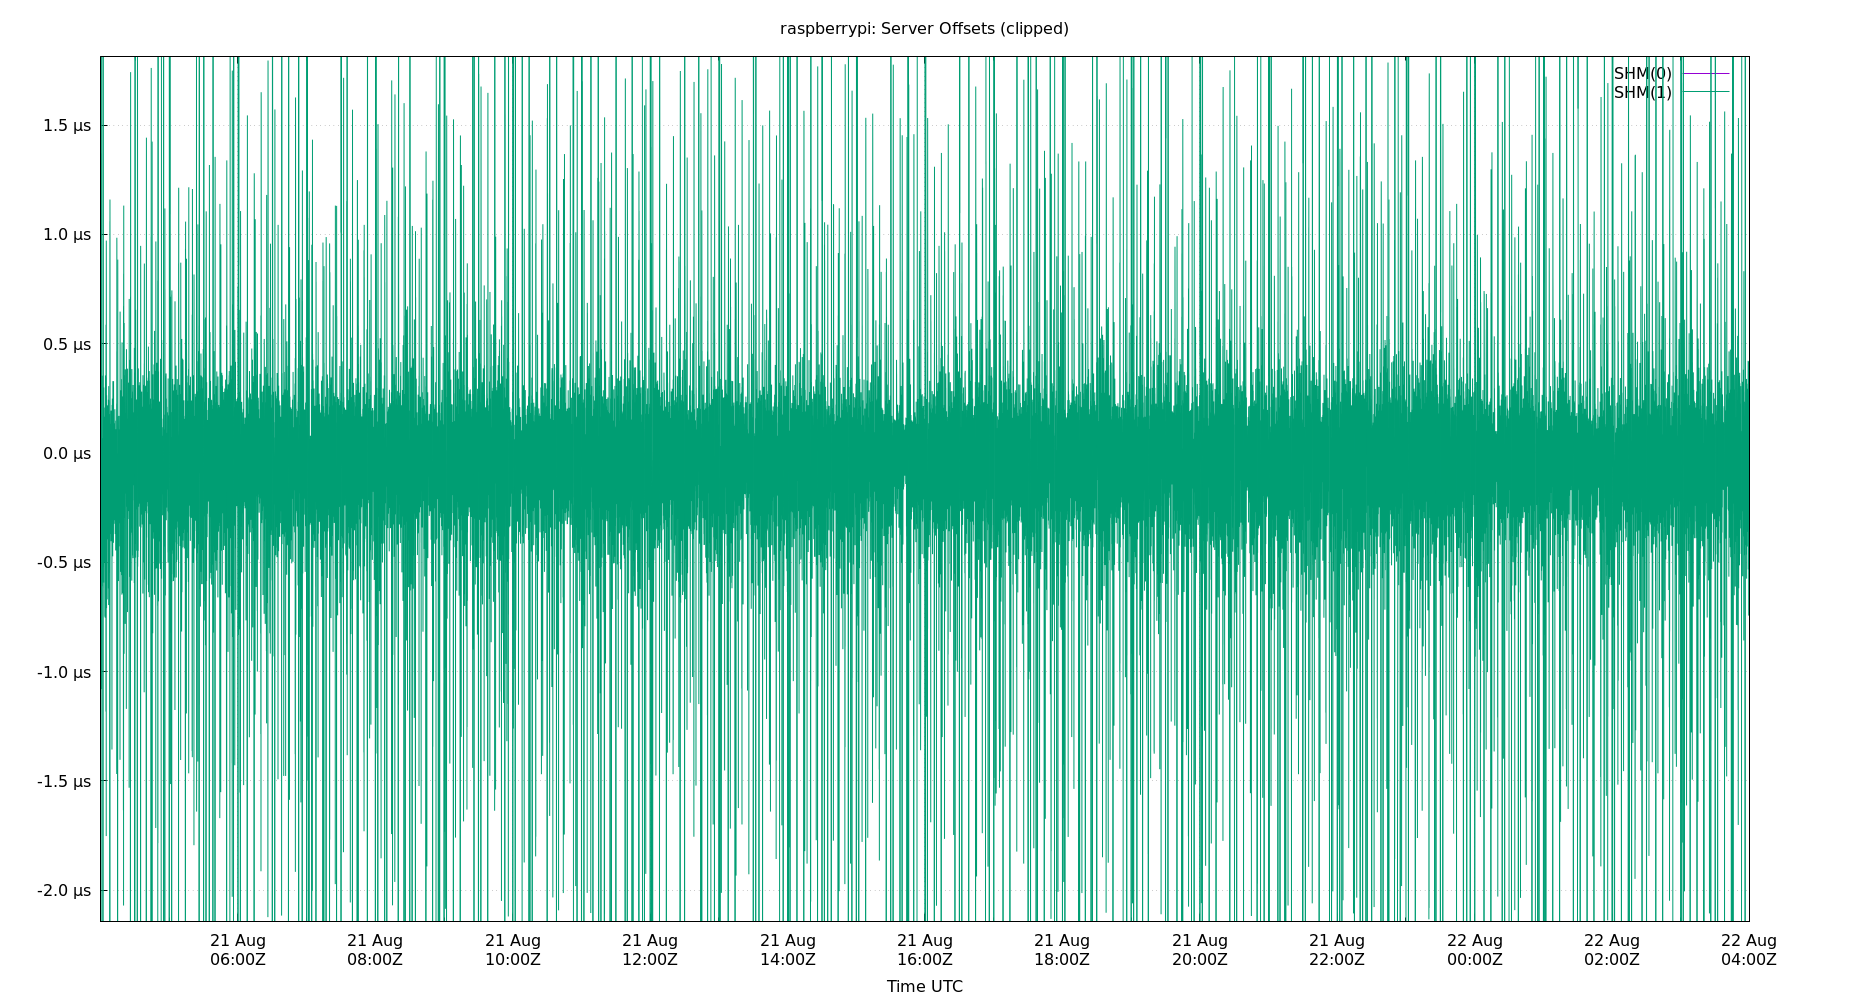 raspberrypi: Server Offsets (clipped)
SHM(0)
SHM(1)
1.5 µs
1.0 µs
0.5 µs
0.0 µs
-0.5 µs
-1.0 µs
-1.5 µs
-2.0 µs
21 Aug 21 Aug 21 Aug 21 Aug 21 Aug 21 Aug 21 Aug 21 Aug 21 Aug 22 Aug 22 Aug 22 Aug
06:00Z 08:00Z 10:00Z 12:00Z 14:00Z 16:00Z 18:00Z 20:00Z 22:00Z 00:00Z 02:00Z 04:00Z
Time UTC